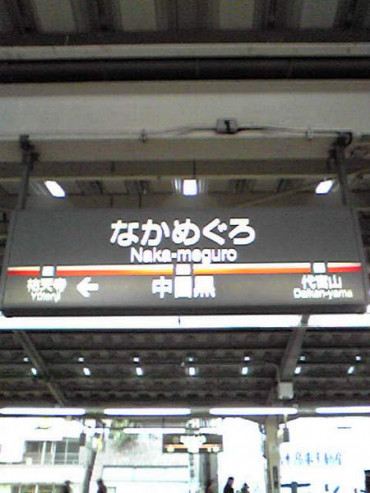 なかめぐろ
Naka-meguro
祐天寺 ← 中目黒 代官山
Yūtenji Daikan-yama